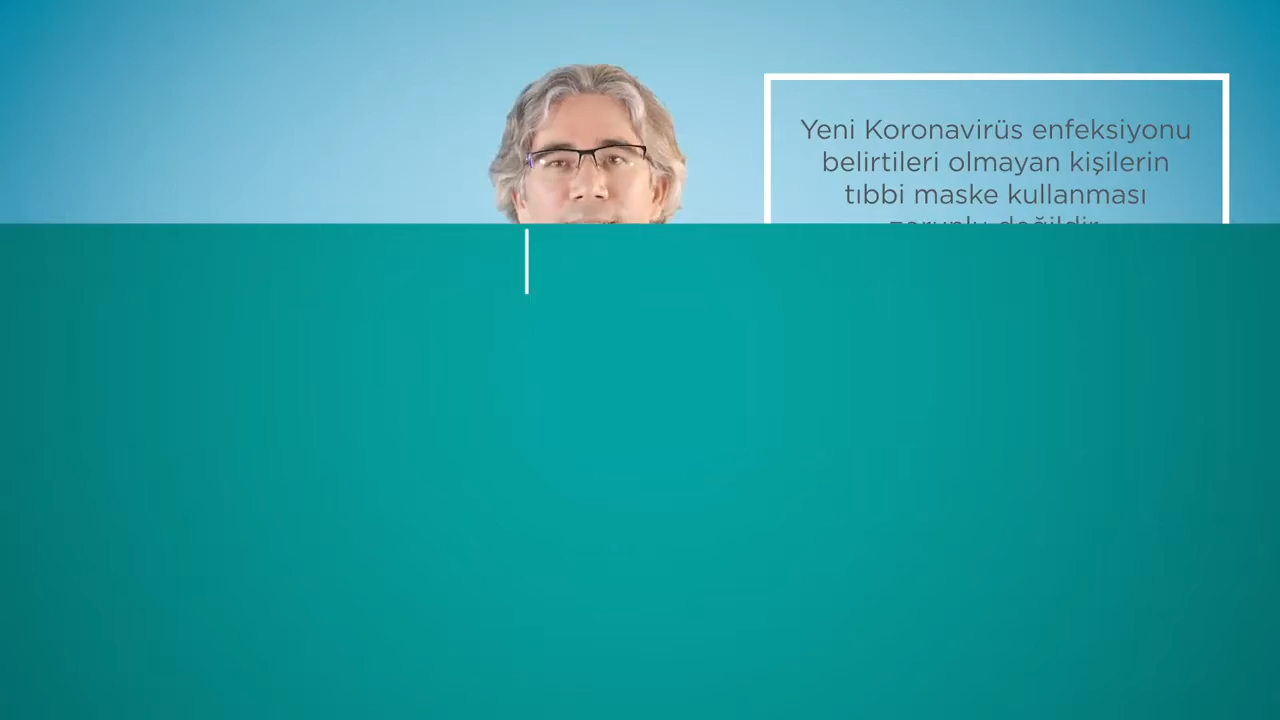 Yeni Koronavirüs enfeksiyonu
belirtileri olmayan kişilerin
tıbbi maske kullanması